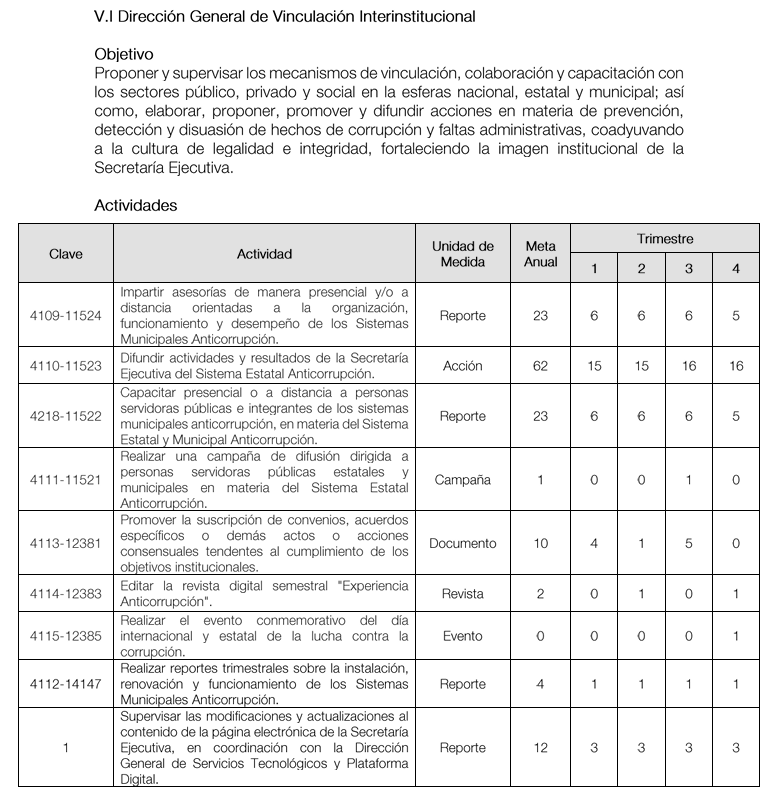 V.I Dirección General de Vinculación Interinstitucional
Objetivo
Proponer y supervisar los mecanismos de vinculación, colaboración y capacitación con
los sectores público, privado y social en la esferas nacional, estatal y municipal; así
como, elaborar, proponer, promover y difundir acciones en materia de prevención,
detección y disuasión de hechos de corrupción y faltas administrativas, coadyuvando
a la cultura de legalidad e integridad, fortaleciendo la imagen institucional de la
Secretaría Ejecutiva.
Actividades
Clave Actividad Unidad de Medida Meta Anual Trimestre
1 2 3 4
Impartir asesorías de manera presencial y/o a
distancia orientadas a la organización,
4109-11524 funcionamiento y desempeño de los Sistemas Reporte 23 6 6 6 5
Municipales Anticorrupción.
4110-11523 Difundir actividades y resultados de la Secretaría Acción 62 15 15 16 16
Ejecutiva del Sistema Estatal Anticorrupción.
Capacitar presencial o a distancia a personas
4218-11522 servidoras públicas e integrantes de los sistemas Reporte 23 6 6 6 5
municipales anticorrupción, en materia del Sistema
Estatal y Municipal Anticorrupción.
Realizar una campaña de difusión dirigida a
4111-11521 personas servidoras públicas estatales y Campaña 1 0 0 1 0
municipales en materia del Sistema Estatal
Anticorrupción.
Promover la suscripción de convenios, acuerdos
4113-12381 específicos o demás actos o acciones Documento 10 4 1 5 0
consensuales tendentes al cumplimiento de los
objetivos institucionales.
4114-12383 Editar la revista digital semestral "Experiencia Revista 2 0 1 0 1
Anticorrupción".
Realizar el evento conmemorativo del día
4115-12385 internacional y estatal de la lucha contra la Evento 0 0 0 0 1
corrupción.
Realizar reportes trimestrales sobre la instalación,
4112-14147 renovación y funcionamiento de los Sistemas Reporte 4 1 1 1 1
Municipales Anticorrupción.
Supervisar las modificaciones y actualizaciones al
contenido de la página electrónica de la Secretaría
1 Ejecutiva, en coordinación con la Dirección Reporte 12 3 3 3 3
General de Servicios Tecnológicos y Plataforma
Digital.